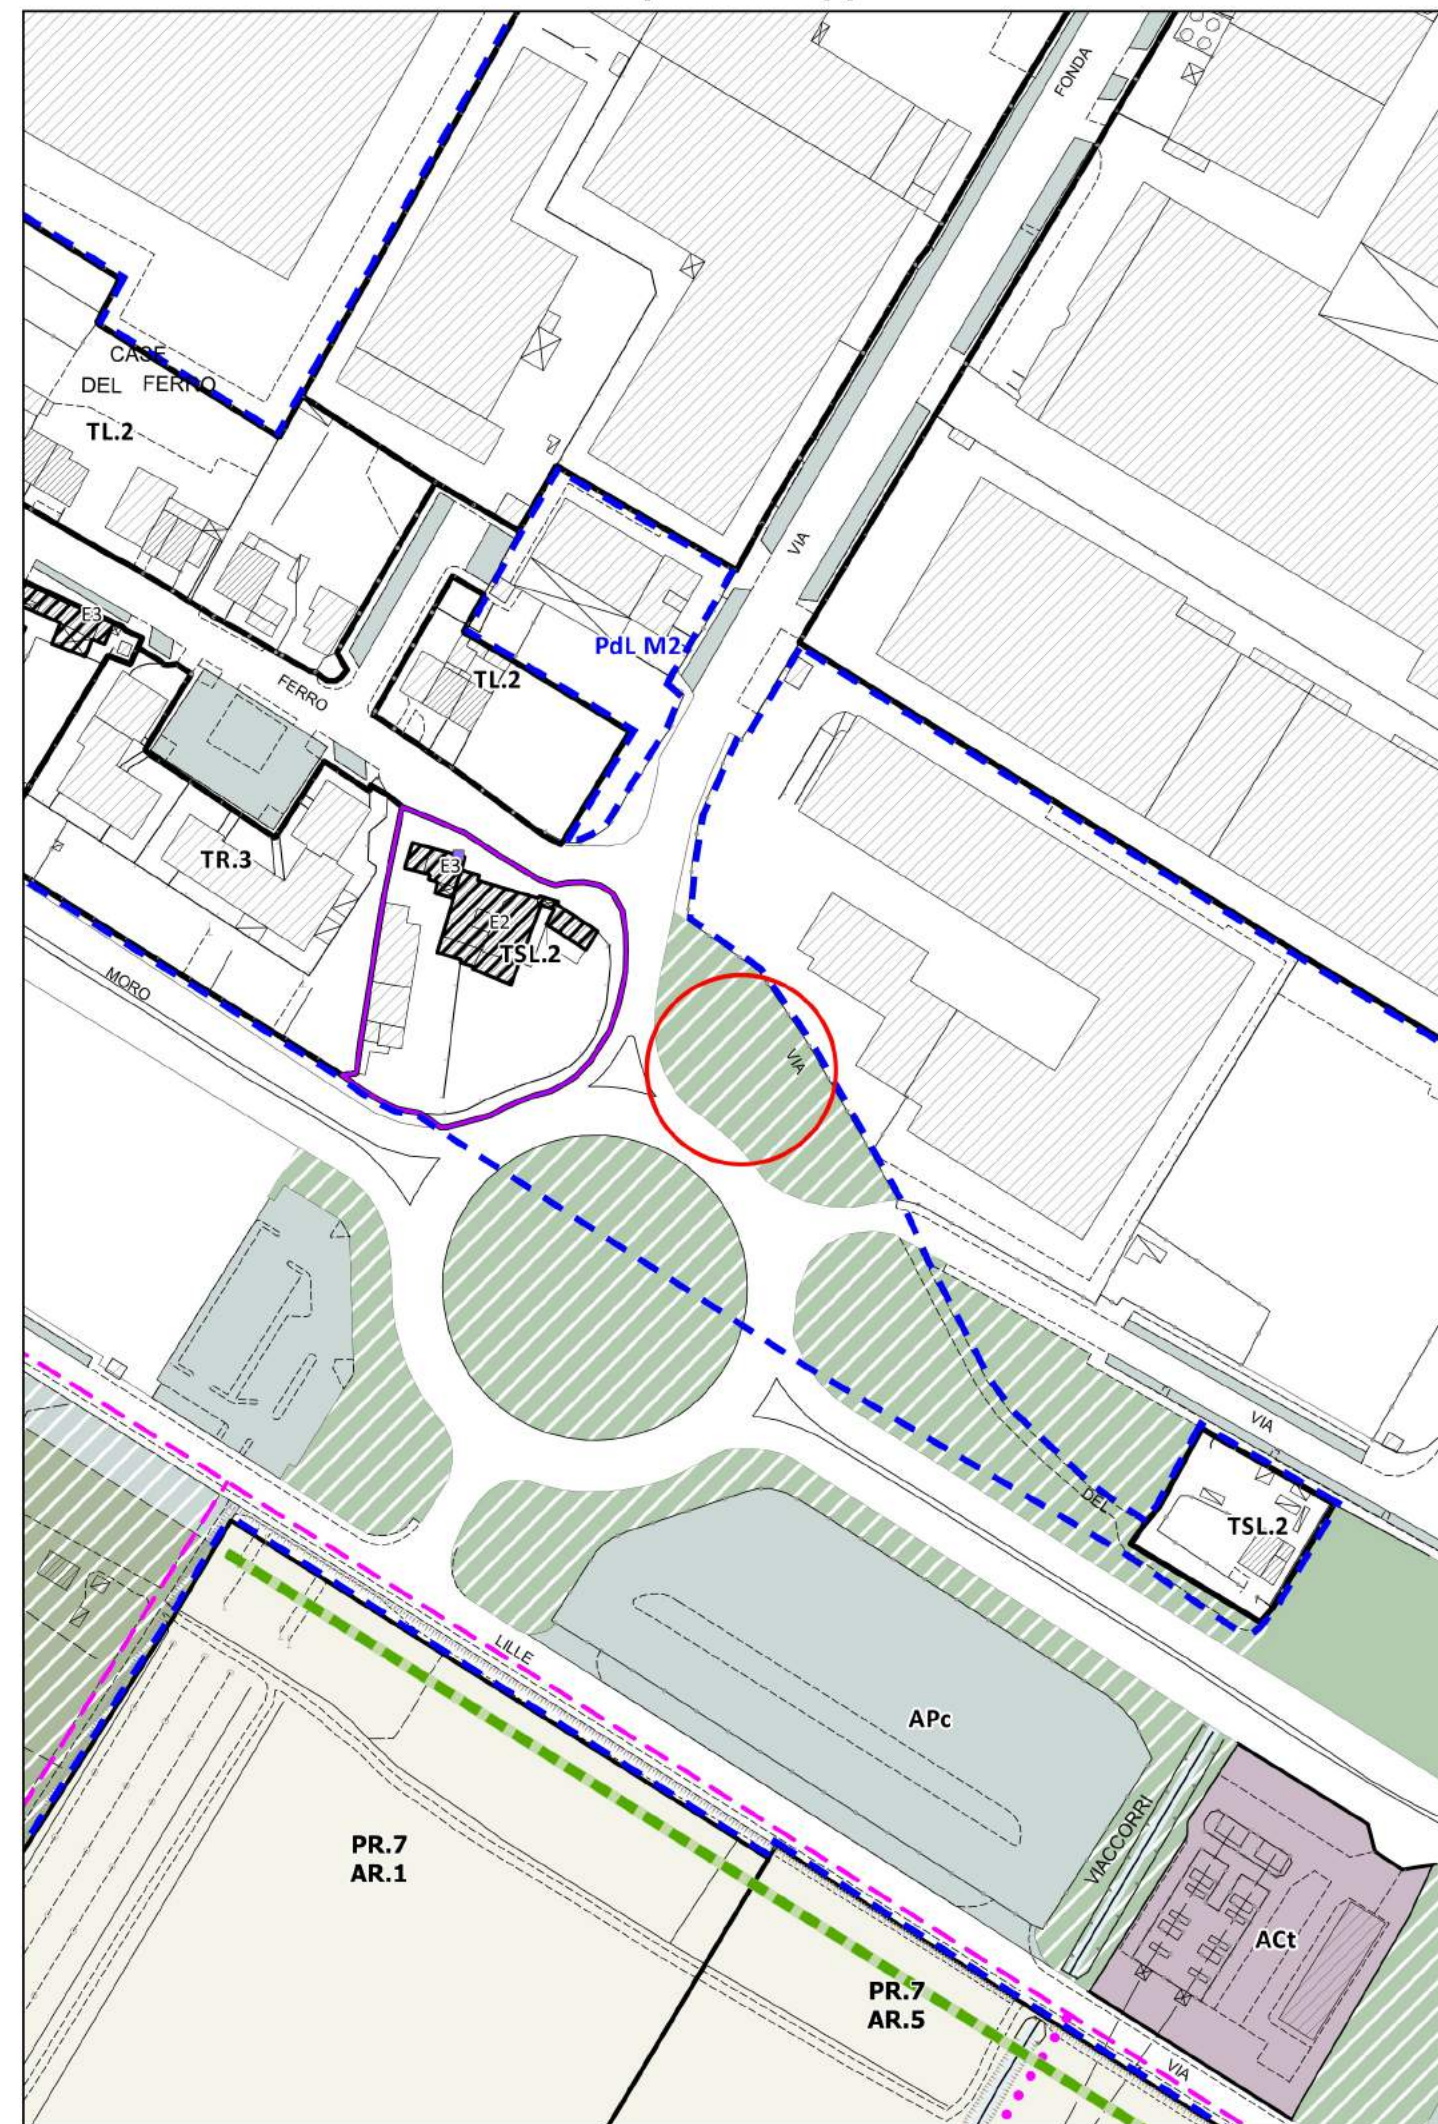 FONDA
CASE
DEL FERRO
TL.2
VIA
E3
PdL M2
TL.2
FERRO
TR.3
E3
E2
TSL.2
MORO
VIA
VIA
DEL
TSL.2
LILLE
APc
VIACCORRI
PR.7
AR.1
ACt
PR.7
AR.5
VIA